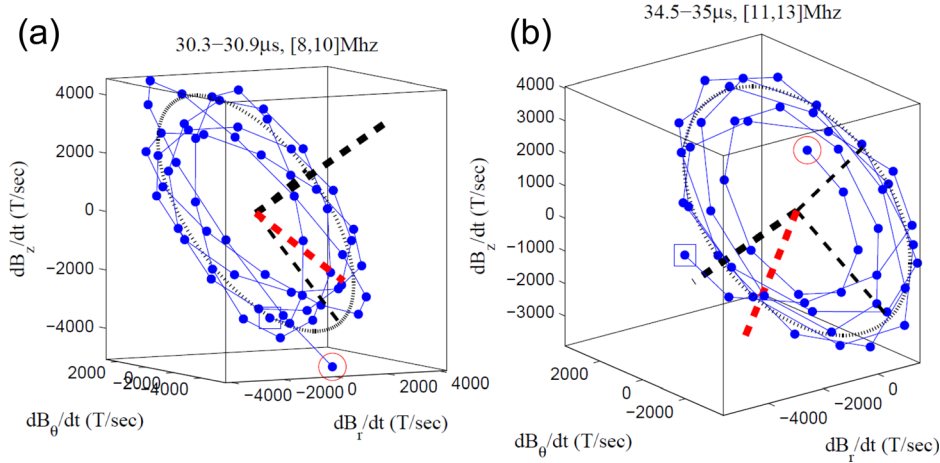 (a)
30.3−30.9μs, [8,10]Mhz
4000
2000
0
−2000
−4000
dB_z/dt (T/sec)
2000
0
−2000
−4000
dB_θ/dt (T/sec)
−4000
−2000
0
2000
4000
dB_r/dt (T/sec)
(b)
34.5−35μs, [11,13]Mhz
4000
3000
2000
1000
0
−1000
−2000
−3000
dB_z/dt (T/sec)
2000
0
−2000
dB_θ/dt (T/sec)
−4000
−2000
0
dB_r/dt (T/sec)